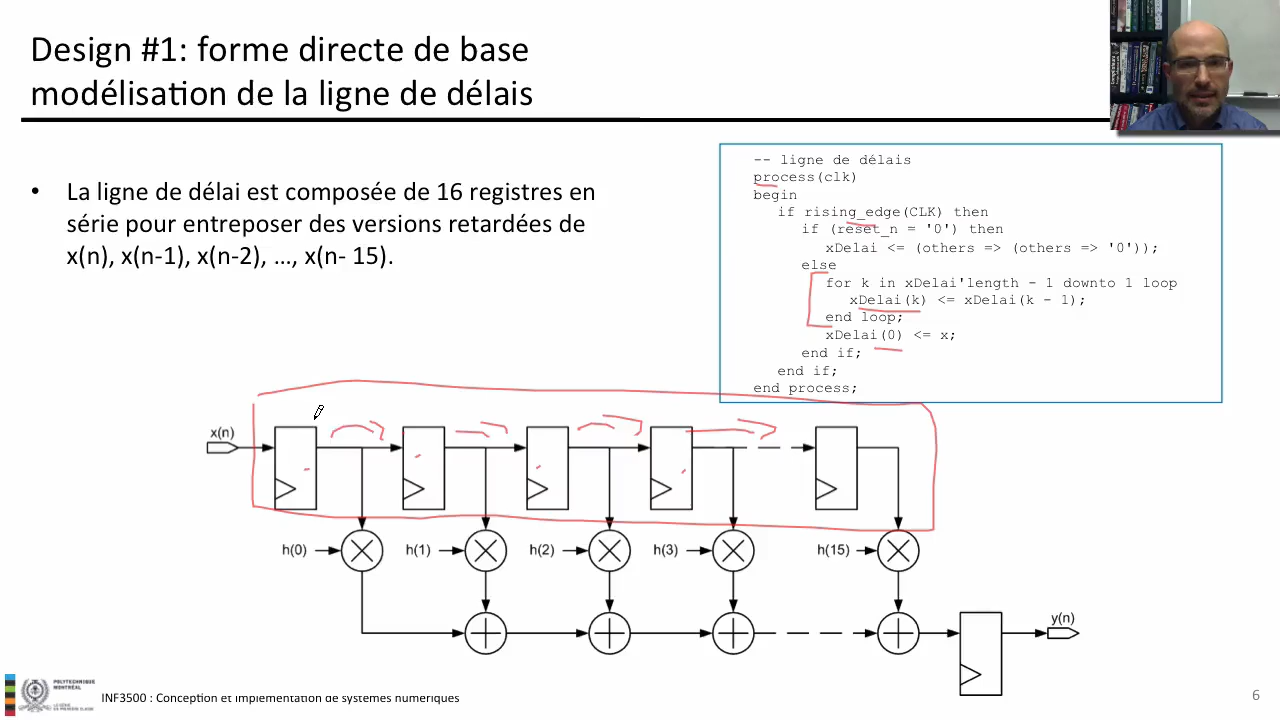 Design #1: forme directe de base
modélisation de la ligne de délais
• La ligne de délai est composée de 16 registres en
série pour entreposer des versions retardées de
x(n), x(n-1), x(n-2), …, x(n- 15).
-- ligne de délais
process(clk)
begin
if rising_edge(CLK) then
if (reset_n = '0') then
xDelai <= (others => (others => '0'));
else
for k in xDelai'length - 1 downto 1 loop
xDelai(k) <= xDelai(k - 1);
end loop;
xDelai(0) <= x;
end if;
end if;
end process;
x(n)
h(0) h(1) h(2) h(3) h(15)
y(n)
POLYTECHNIQUE
MONTRÉAL
INF3500 : Conception et implémentation de systèmes numériques
6